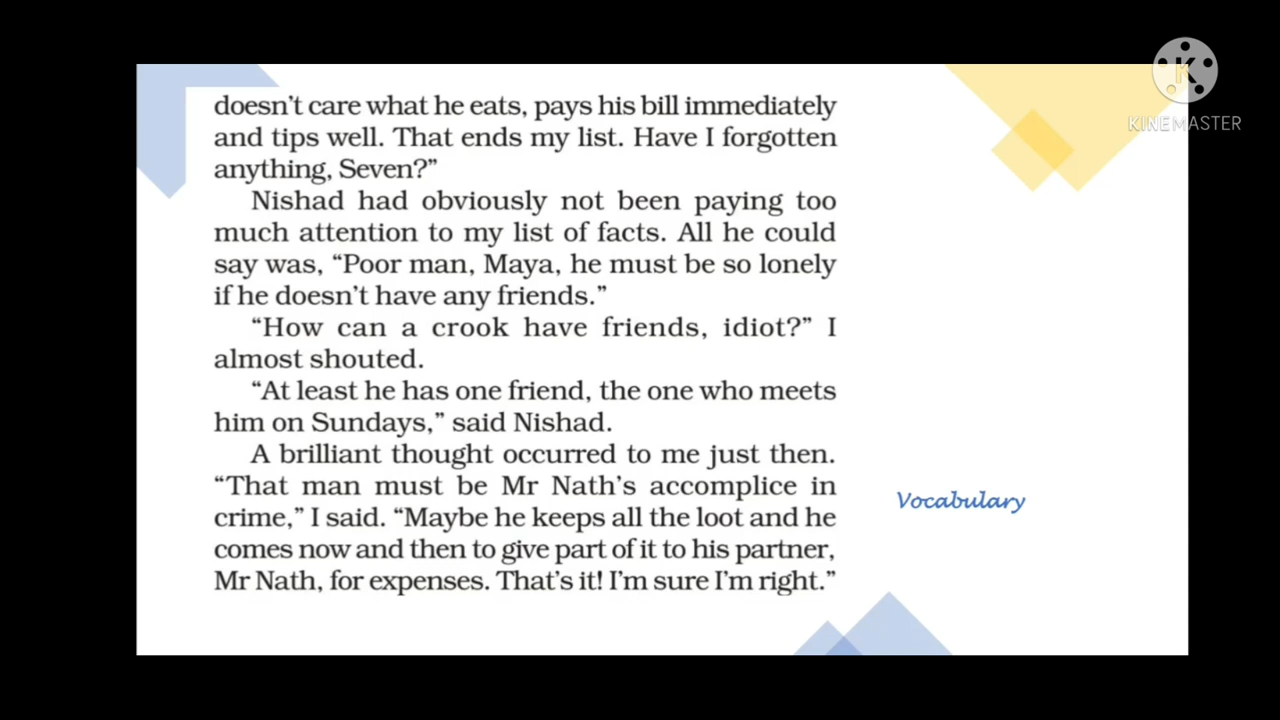 KINEMASTER
doesn't care what he eats, pays his bill immediately
and tips well. That ends my list. Have I forgotten
anything, Seven?”
Nishad had obviously not been paying too
much attention to my list of facts. All he could
say was, “Poor man, Maya, he must be so lonely
if he doesn't have any friends.”
“How can a crook have friends, idiot?” I
almost shouted.
“At least he has one friend, the one who meets
him on Sundays,” said Nishad.
A brilliant thought occurred to me just then.
“That man must be Mr Nath's accomplice in
crime,” I said. “Maybe he keeps all the loot and he
comes now and then to give part of it to his partner,
Mr Nath, for expenses. That's it! I'm sure I'm right.”
Vocabulary